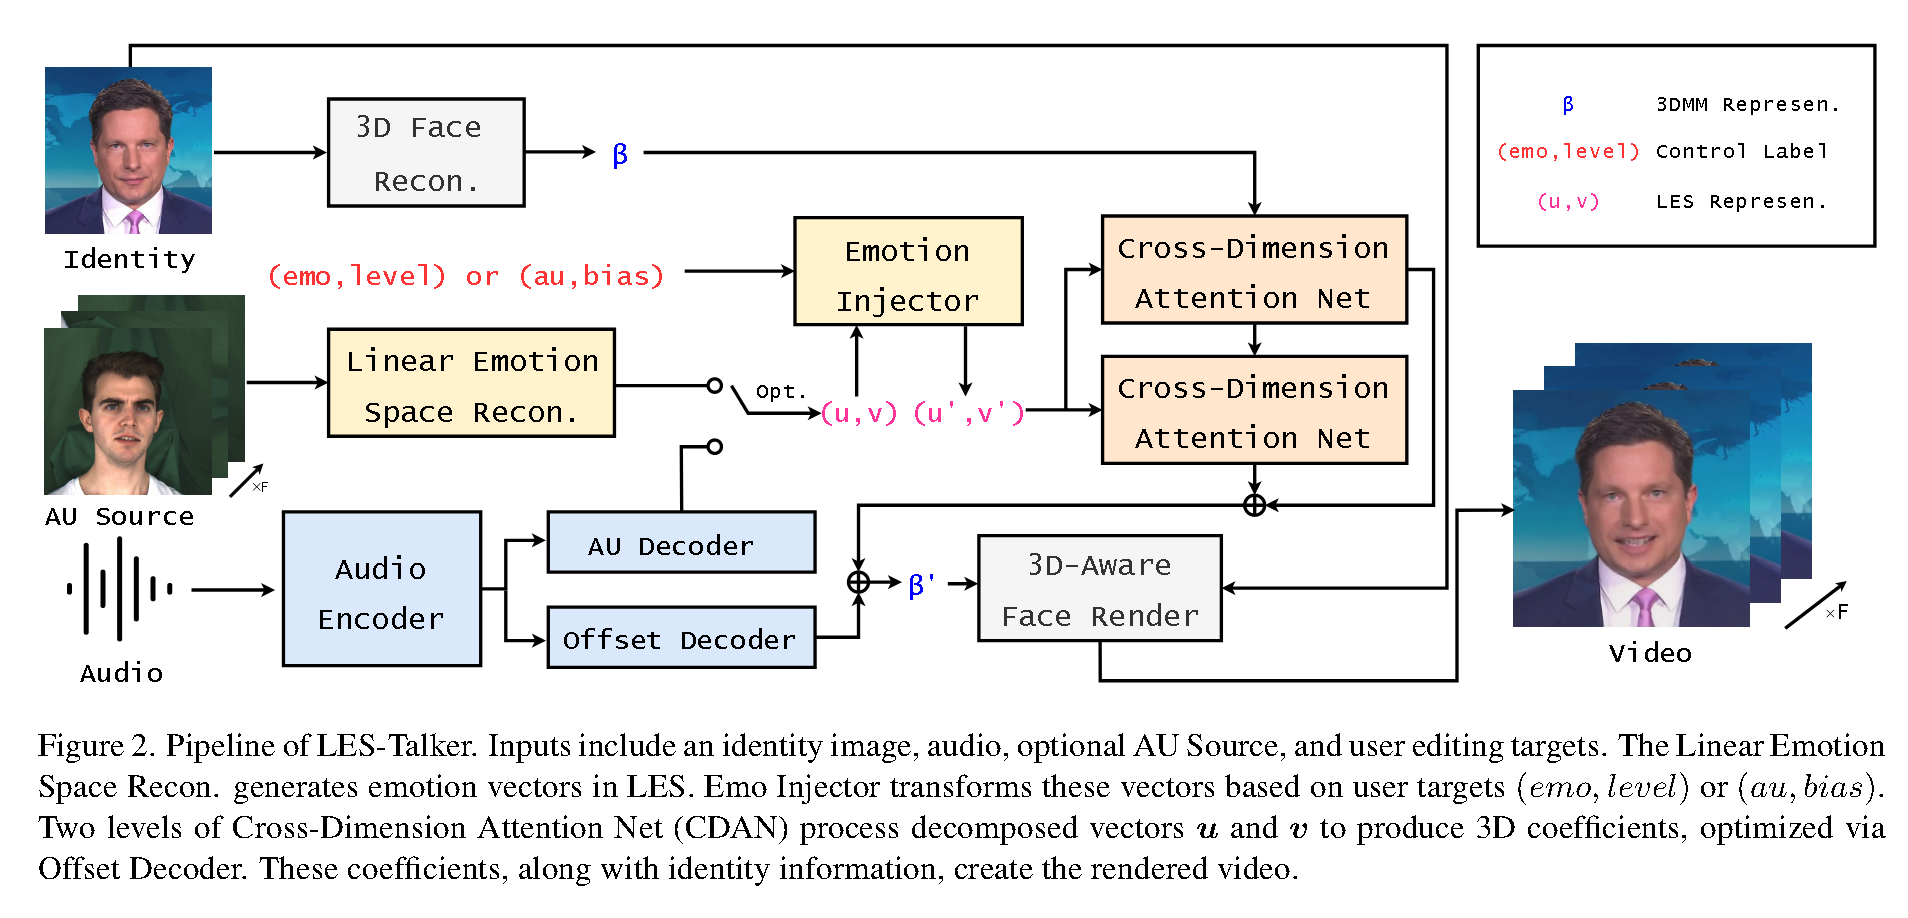 Identity
3D Face
Recon.
β
β 3DMM Represen.
(emo,level) Control Label
(u,v) LES Represen.
(emo,level) or (au,bias)
Emotion
Injector
Cross-Dimension
Attention Net
AU Source
×F
Linear Emotion
Space Recon.
Opt.
(u,v) (u',v')
Cross-Dimension
Attention Net
Audio
Audio
Encoder
AU Decoder
Offset Decoder
β'
3D-Aware
Face Render
Video
×F
Figure 2. Pipeline of LES-Talker. Inputs include an identity image, audio, optional AU Source, and user editing targets. The Linear Emotion
Space Recon. generates emotion vectors in LES. Emo Injector transforms these vectors based on user targets (emo, level) or (au, bias).
Two levels of Cross-Dimension Attention Net (CDAN) process decomposed vectors u and v to produce 3D coefficients, optimized via
Offset Decoder. These coefficients, along with identity information, create the rendered video.